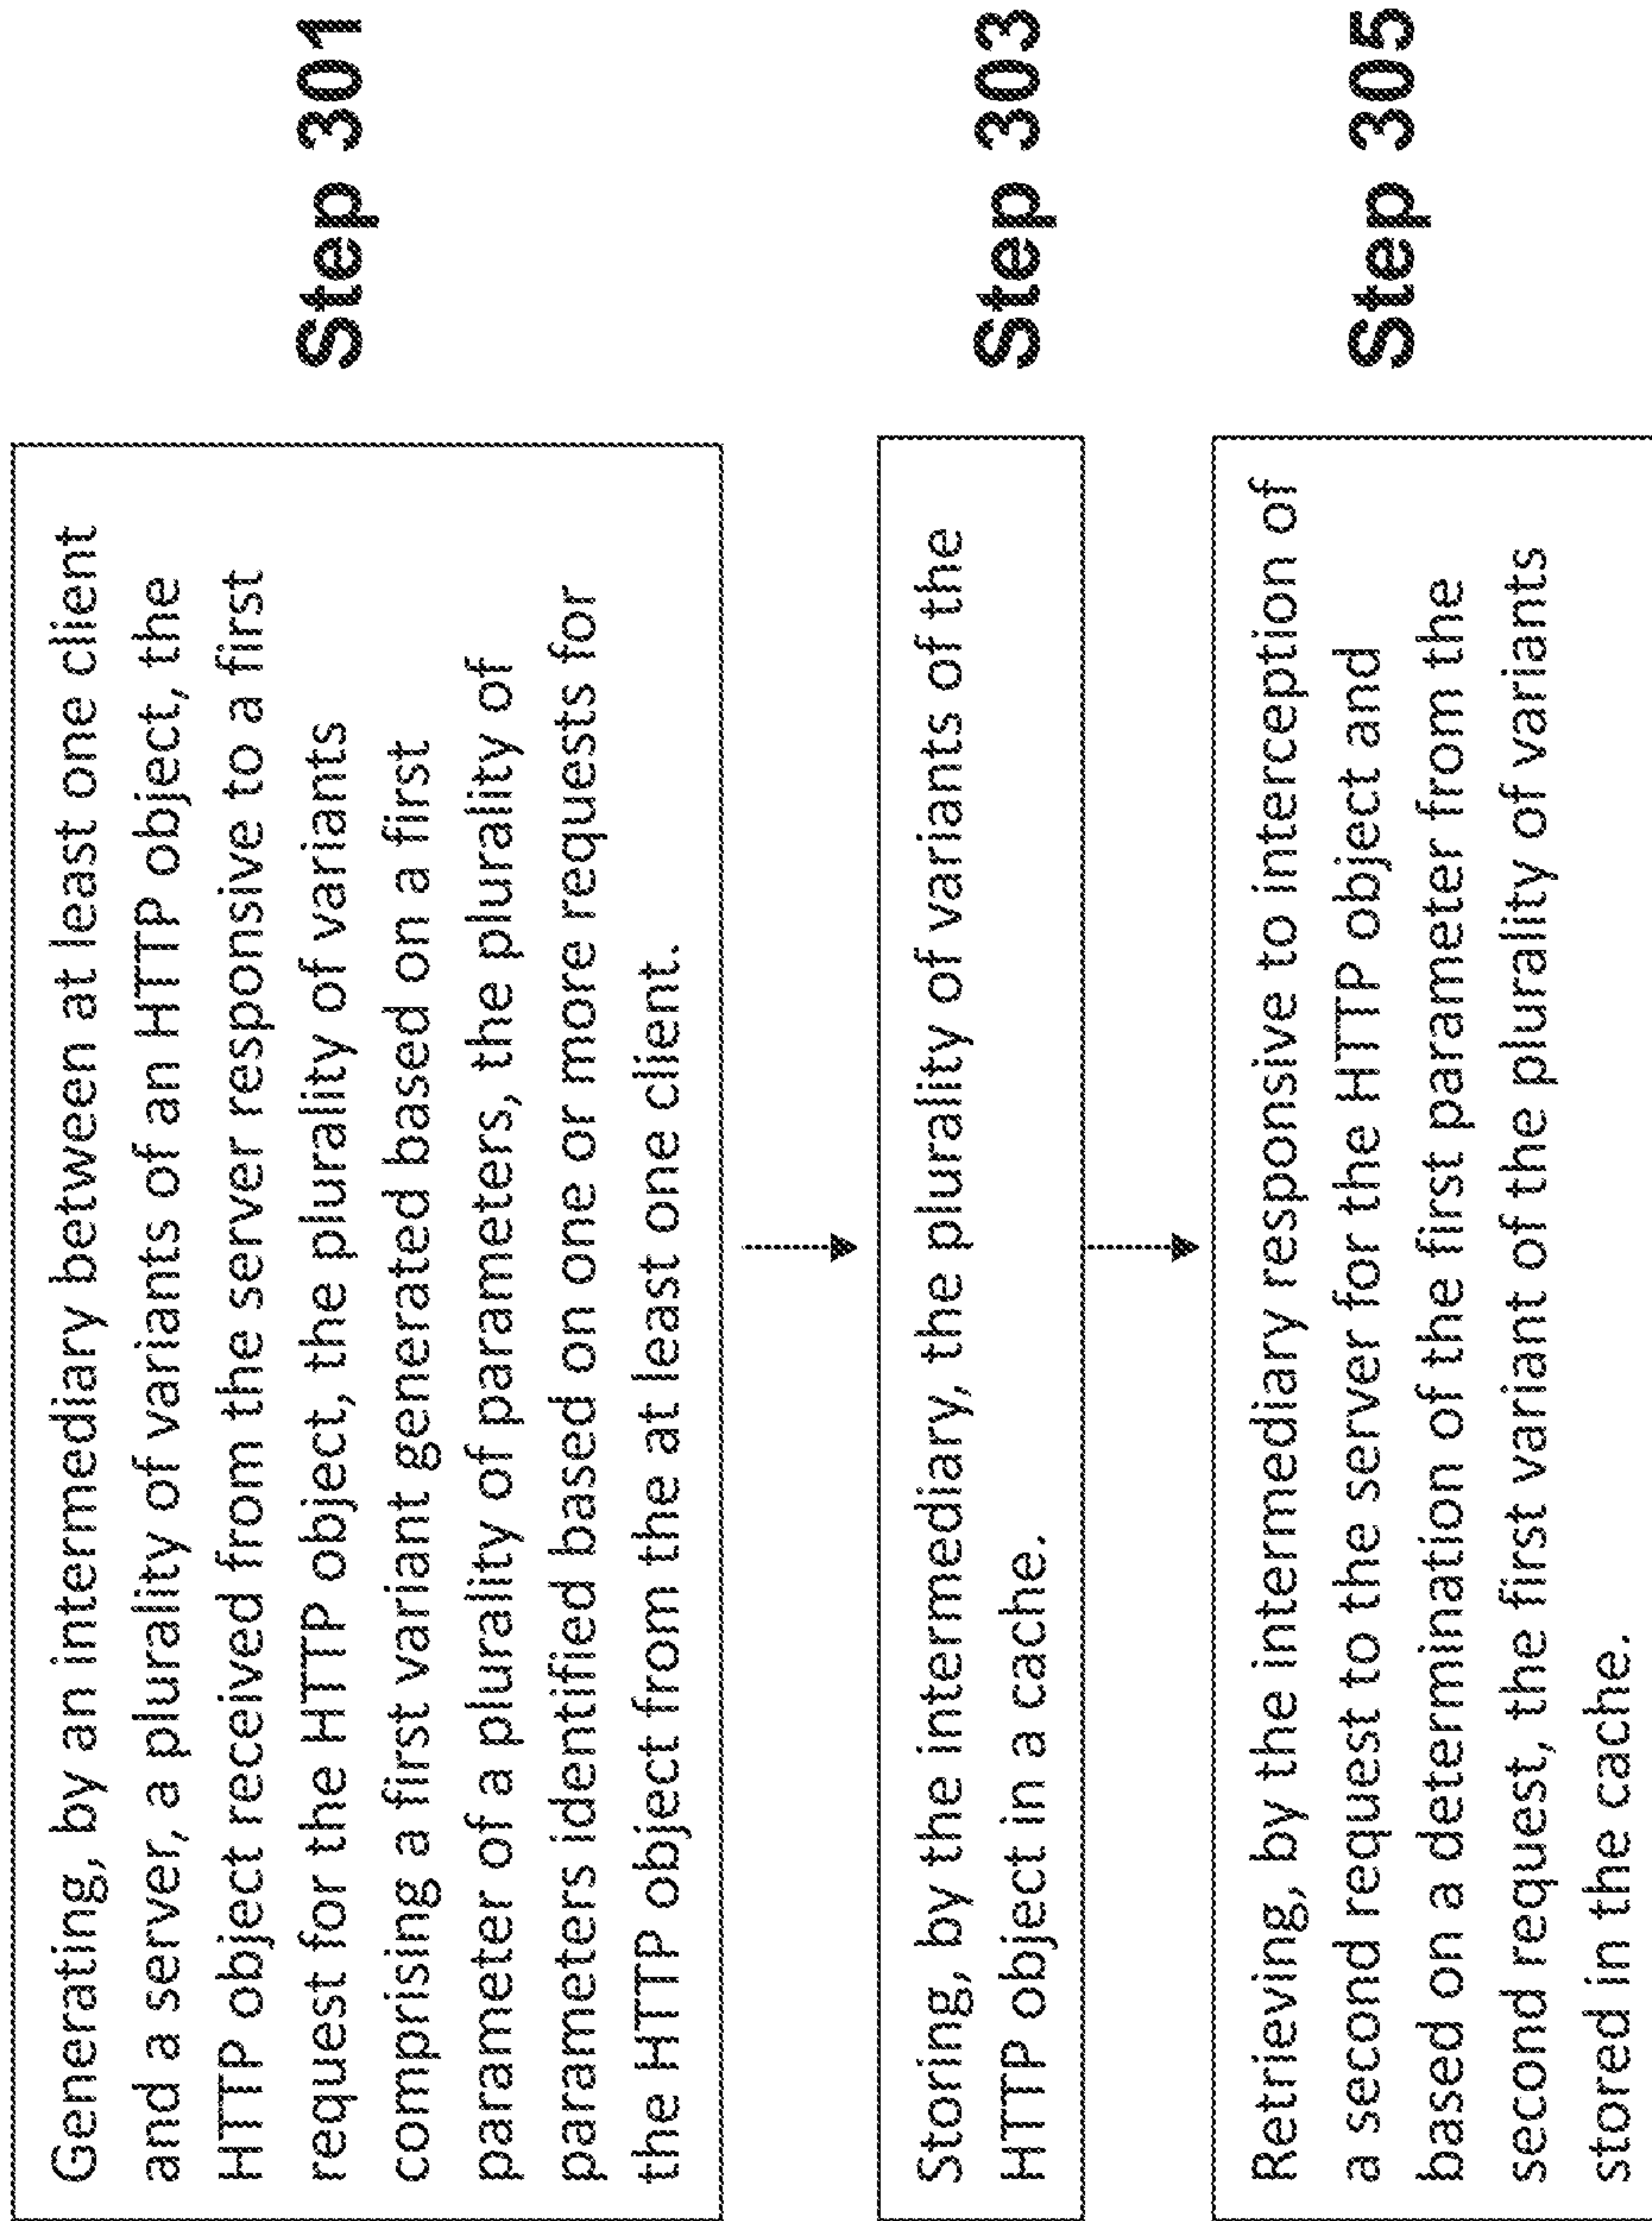 Generating, by an intermediary between at least one client
and a server, a plurality of variants of an HTTP object, the
HTTP object received from the server responsive to a first
request for the HTTP object, the plurality of variants
comprising a first variant generated based on a first
parameter of a plurality of parameters, the plurality of
parameters identified based on one or more requests for
the HTTP object from the at least one client.
Step 301
Storing, by the intermediary, the plurality of variants of the
HTTP object in a cache.
Step 303
Retrieving, by the intermediary responsive to interception of
a second request to the server for the HTTP object and
based on a determination of the first parameter from the
second request, the first variant of the plurality of variants
stored in the cache.
Step 305